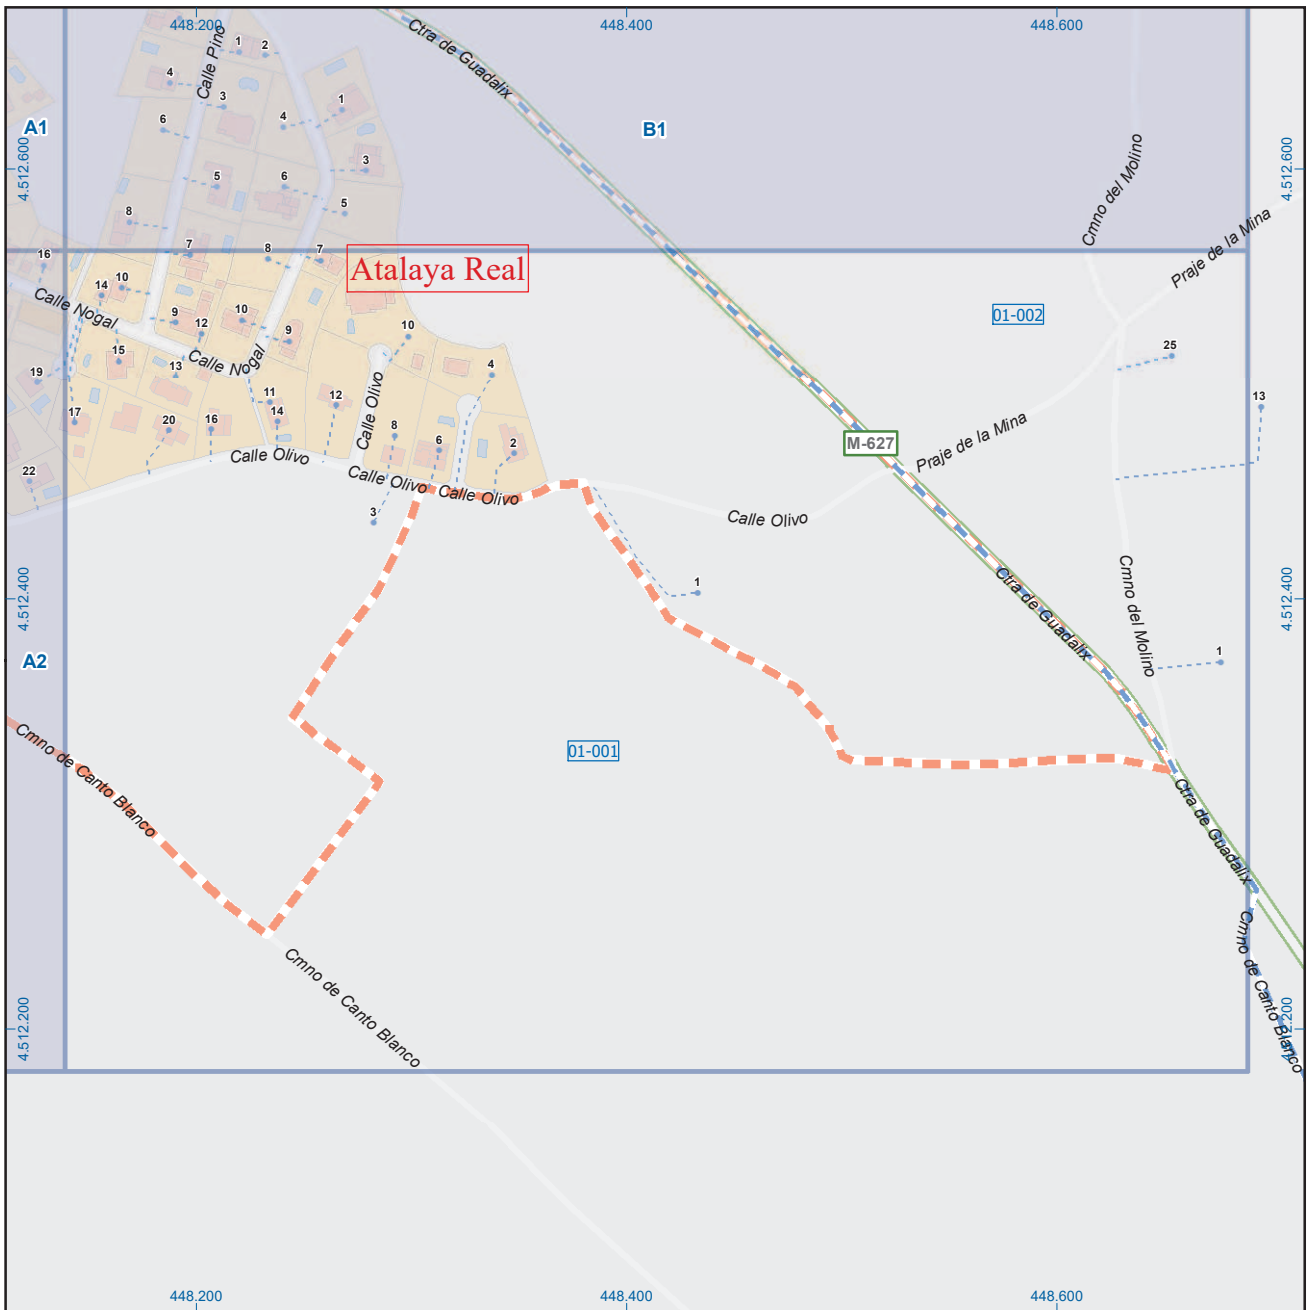 448.200
448.400
448.600
Ctra de Guadalix
Calle Pino
1
2
4
3
6
4
1
A1
B1
4.512.600
4.512.600
Cmno del Molino
3
5
6
5
8
7
8
7
Praje de la Mina
Atalaya Real
16
14
10
Calle Nogal
9
12
10
9
01-002
10
15
13
Calle Nogal
4
25
19
11
12
Calle Olivo
13
17
20
16
14
8
6
2
M-627
Praje de la Mina
Calle Olivo
22
Calle Olivo
Calle Olivo
3
Calle Olivo
Ctra de Guadalix
Cmno del Molino
1
4.512.400
4.512.400
A2
1
Cmno de Canto Blanco
01-001
Ctra de Guadalix
Cmno de Canto Blanco
Cmno de Canto Blanco
4.512.200
4.512.200
448.200
448.400
448.600